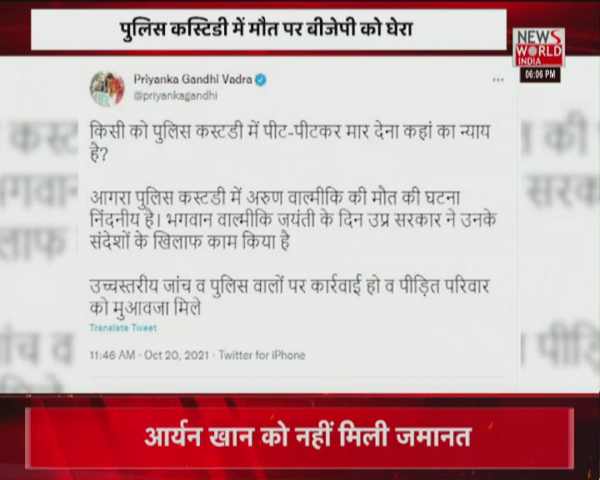 पुलिस कस्टिडी में मौत पर बीजेपी को घेरा
NEWS
WORLD
INDIA
06:06 PM
Priyanka Gandhi Vadra
@priyankagandhi
किसी को पुलिस कस्टडी में पीट-पीटकर मार देना कहां का न्याय
है?
आगरा पुलिस कस्टडी में अरुण वाल्मीकि की मौत की घटना
निंदनीय है। भगवान वाल्मीकि जयंती के दिन उप्र सरकार ने उनके
संदेशों के खिलाफ काम किया है
उच्चस्तरीय जांच व पुलिस वालों पर कार्रवाई हो व पीड़ित परिवार
को मुआवजा मिले
Translate Tweet
11:46 AM · Oct 20, 2021 · Twitter for iPhone
आर्यन खान को नहीं मिली जमानत